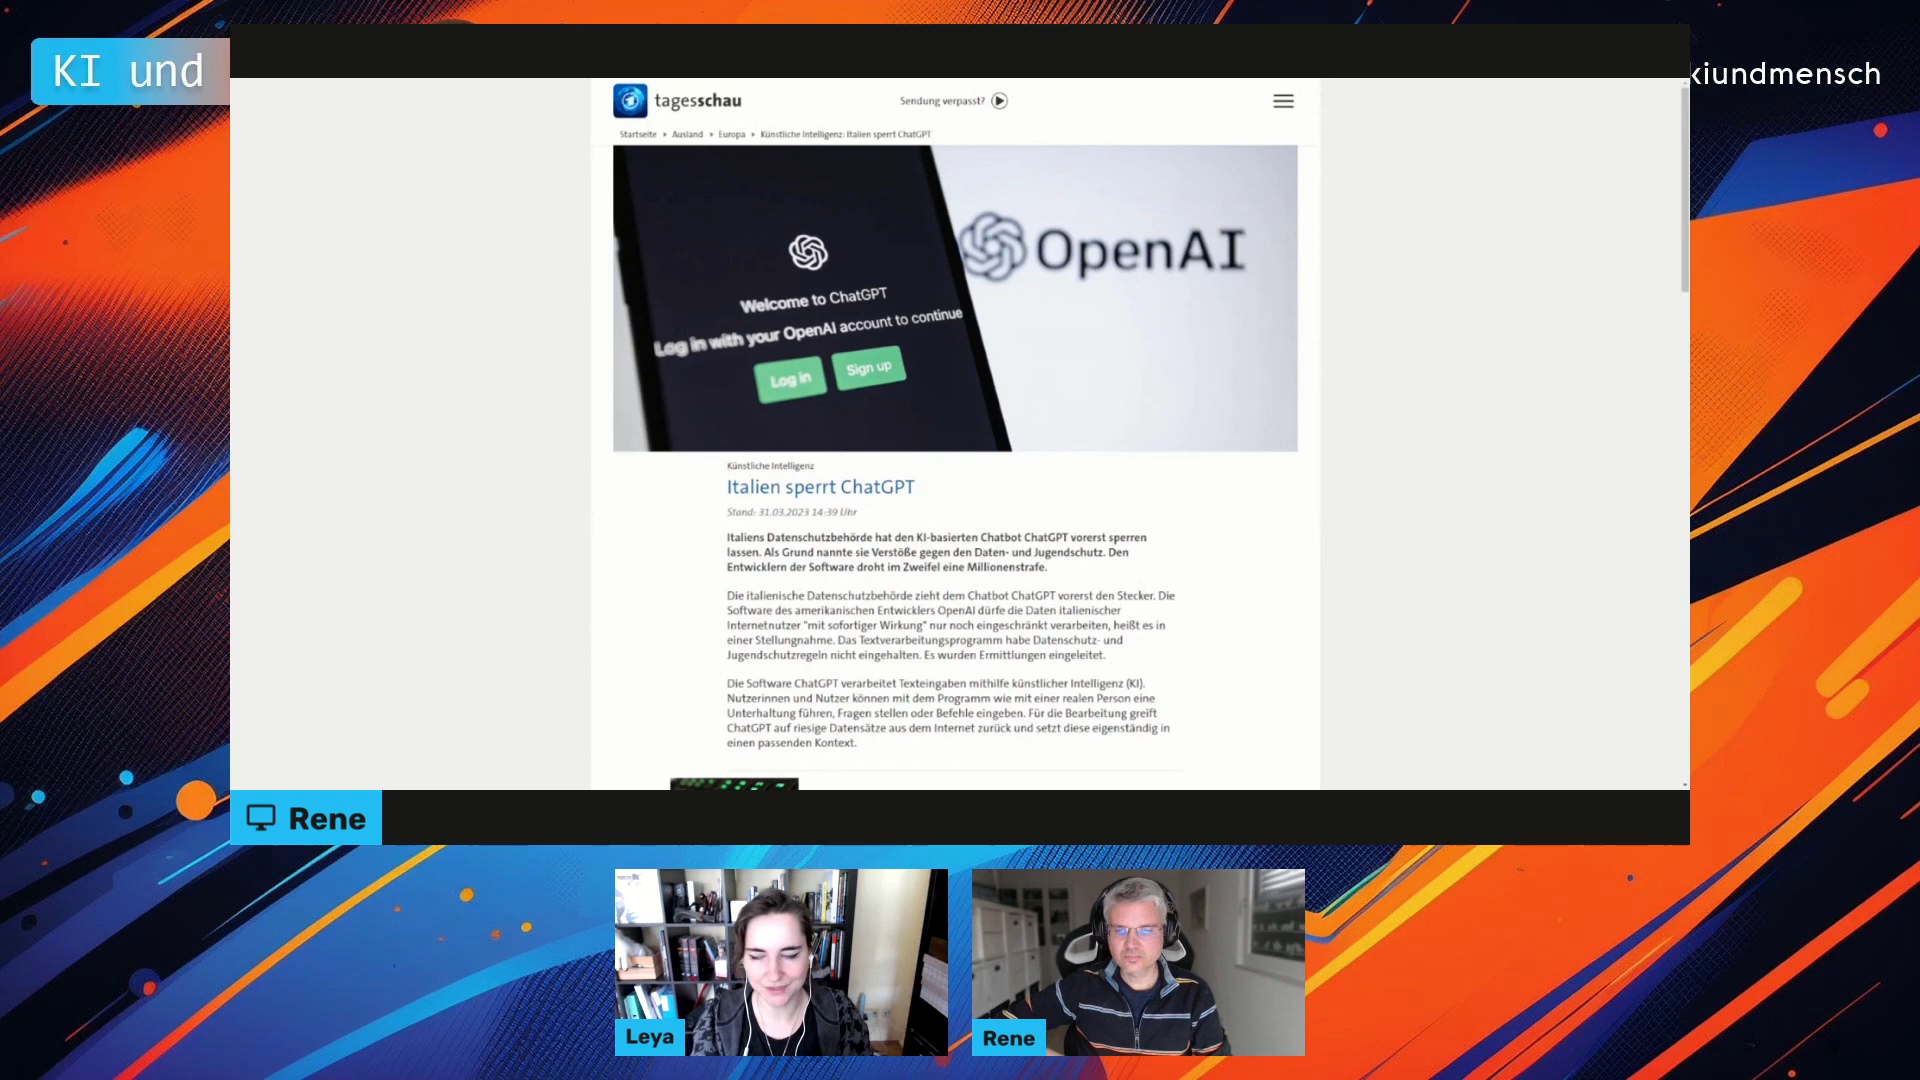 KI und
kiundmensch
tagesschau
Sendung verpasst?
Startseite ▸ Ausland ▸ Europa ▸ Künstliche Intelligenz: Italien sperrt ChatGPT
OpenAI
Welcome to ChatGPT
Log in with your OpenAI account to continue
Log in
Sign up
Künstliche Intelligenz
Italien sperrt ChatGPT
Stand: 31.03.2023 14:39 Uhr
Italiens Datenschutzbehörde hat den KI-basierten Chatbot ChatGPT vorerst sperren
lassen. Als Grund nannte sie Verstöße gegen den Daten- und Jugendschutz. Den
Entwicklern der Software droht im Zweifel eine Millionenstrafe.
Die italienische Datenschutzbehörde zieht dem Chatbot ChatGPT vorerst den Stecker. Die
Software des amerikanischen Entwicklers OpenAI dürfe die Daten italienischer
Internetnutzer "mit sofortiger Wirkung" nur noch eingeschränkt verarbeiten, heißt es in
einer Stellungnahme. Das Textverarbeitungsprogramm habe Datenschutz- und
Jugendschutzregeln nicht eingehalten. Es wurden Ermittlungen eingeleitet.
Die Software ChatGPT verarbeitet Texteingaben mithilfe künstlicher Intelligenz (KI).
Nutzerinnen und Nutzer können mit dem Programm wie mit einer realen Person eine
Unterhaltung führen, Fragen stellen oder Befehle eingeben. Für die Bearbeitung greift
ChatGPT auf riesige Datensätze aus dem Internet zurück und setzt diese eigenständig in
einen passenden Kontext.
Rene
Leya
Rene